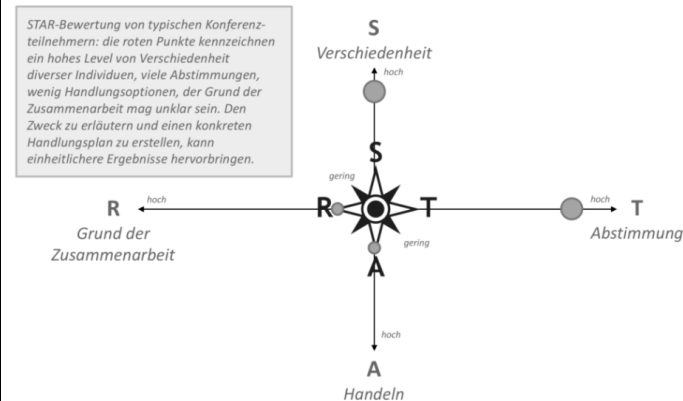 STAR-Bewertung von typischen Konferenz-
teilnehmern: die roten Punkte kennzeichnen
ein hohes Level von Verschiedenheit
diverser Individuen, viele Abstimmungen,
wenig Handlungsoptionen, der Grund der
Zusammenarbeit mag unklar sein. Den
Zweck zu erläutern und einen konkreten
Handlungsplan zu erstellen, kann
einheitlichere Ergebnisse hervorbringen.
S
Verschiedenheit
hoch
S
gering
R
hoch
R
T
hoch
T
Grund der
Zusammenarbeit
Abstimmung
gering
A
hoch
A
Handeln